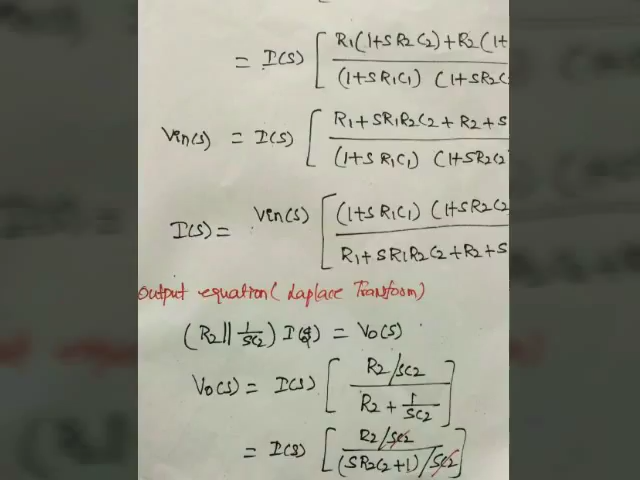 = I(s) [ R1(1+SR2C2)+R2(1+ / (1+SR1C1) (1+SR2C
Vin(s) = I(s) [ R1+SR1R2C2+R2+S / (1+SR1C1) (1+SR2C2
I(s) = Vin(s) [ (1+SR1C1) (1+SR2C2 / R1+SR1R2C2+R2+S
Output equation (Laplace Transform)
(R2 || 1/SC2) I(s) = Vo(s)
Vo(s) = I(s) [ R2/SC2 / R2 + 1/SC2 ]
= I(s) [ R2/SC2 / (SR2C2+1)/SC2 ]